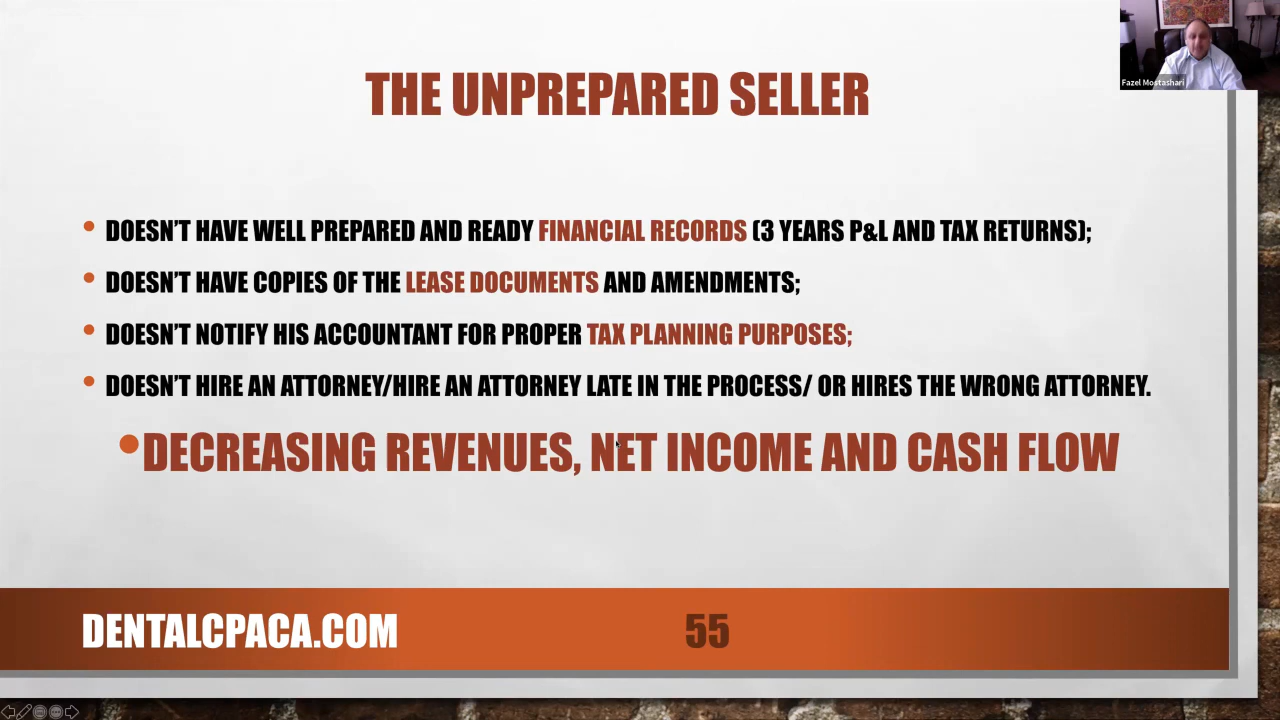 Fazel Mostashari
THE UNPREPARED SELLER
• DOESN'T HAVE WELL PREPARED AND READY FINANCIAL RECORDS (3 YEARS P&L AND TAX RETURNS);
• DOESN'T HAVE COPIES OF THE LEASE DOCUMENTS AND AMENDMENTS;
• DOESN'T NOTIFY HIS ACCOUNTANT FOR PROPER TAX PLANNING PURPOSES;
• DOESN'T HIRE AN ATTORNEY/HIRE AN ATTORNEY LATE IN THE PROCESS/ OR HIRES THE WRONG ATTORNEY.
• DECREASING REVENUES, NET INCOME AND CASH FLOW
DENTALCPACA.COM
55